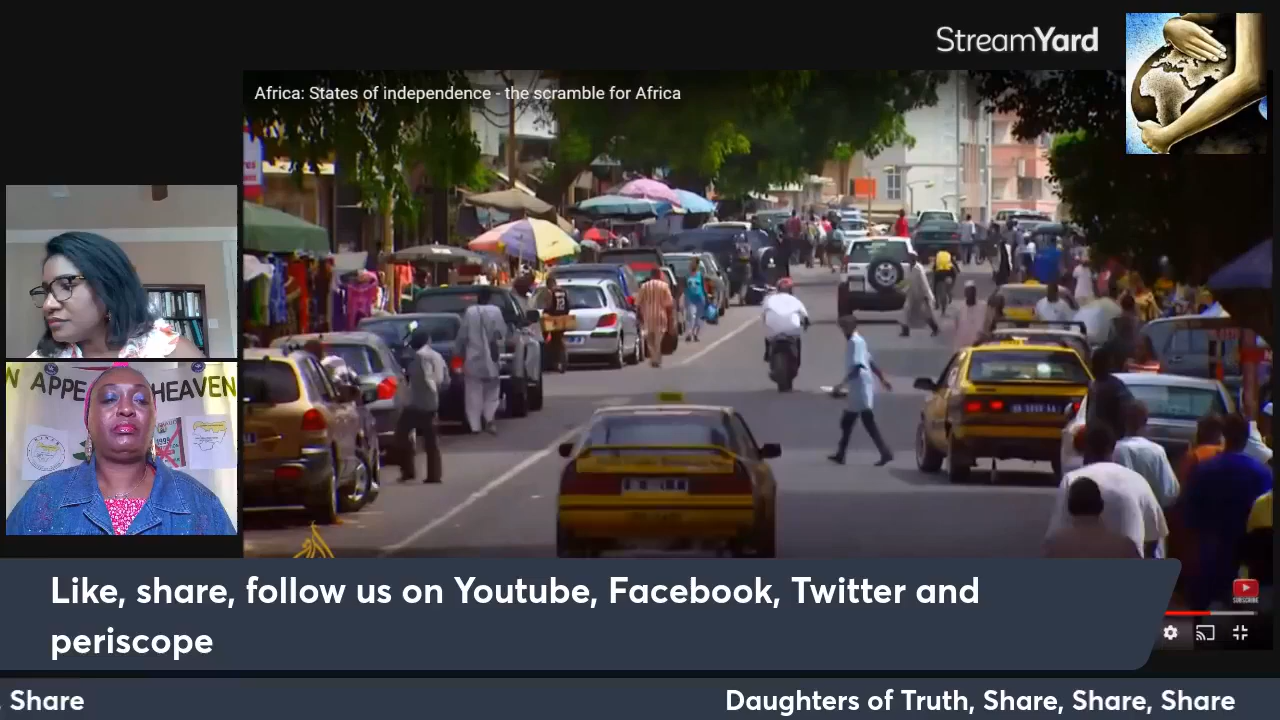 StreamYard
Africa: States of independence - the scramble for Africa
N APPE HEAVEN
SUBSCRIBE
Like, share, follow us on Youtube, Facebook, Twitter and
periscope
, Share
Daughters of Truth, Share, Share, Share